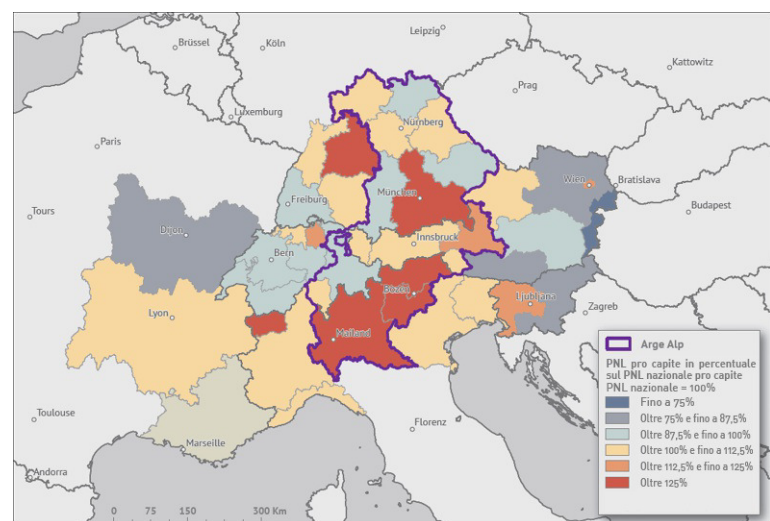 Leipzig
Brüssel
Köln
Kattowitz
Prag
Luxemburg
Nürnberg
Paris
Wien
Bratislava
München
Freiburg
Tours
Budapest
Dijon
Innsbruck
Bern
Bozen
Ljubljana
Zagreb
Lyon
Mailand
Toulouse
Marseille
Florenz
Andorra
0 75 150 300 Km
Arge Alp
PNL pro capite in percentuale
sul PNL nazionale pro capite
PNL nazionale = 100%
Fino a 75%
Oltre 75% e fino a 87,5%
Oltre 87,5% e fino a 100%
Oltre 100% e fino a 112,5%
Oltre 112,5% e fino a 125%
Oltre 125%